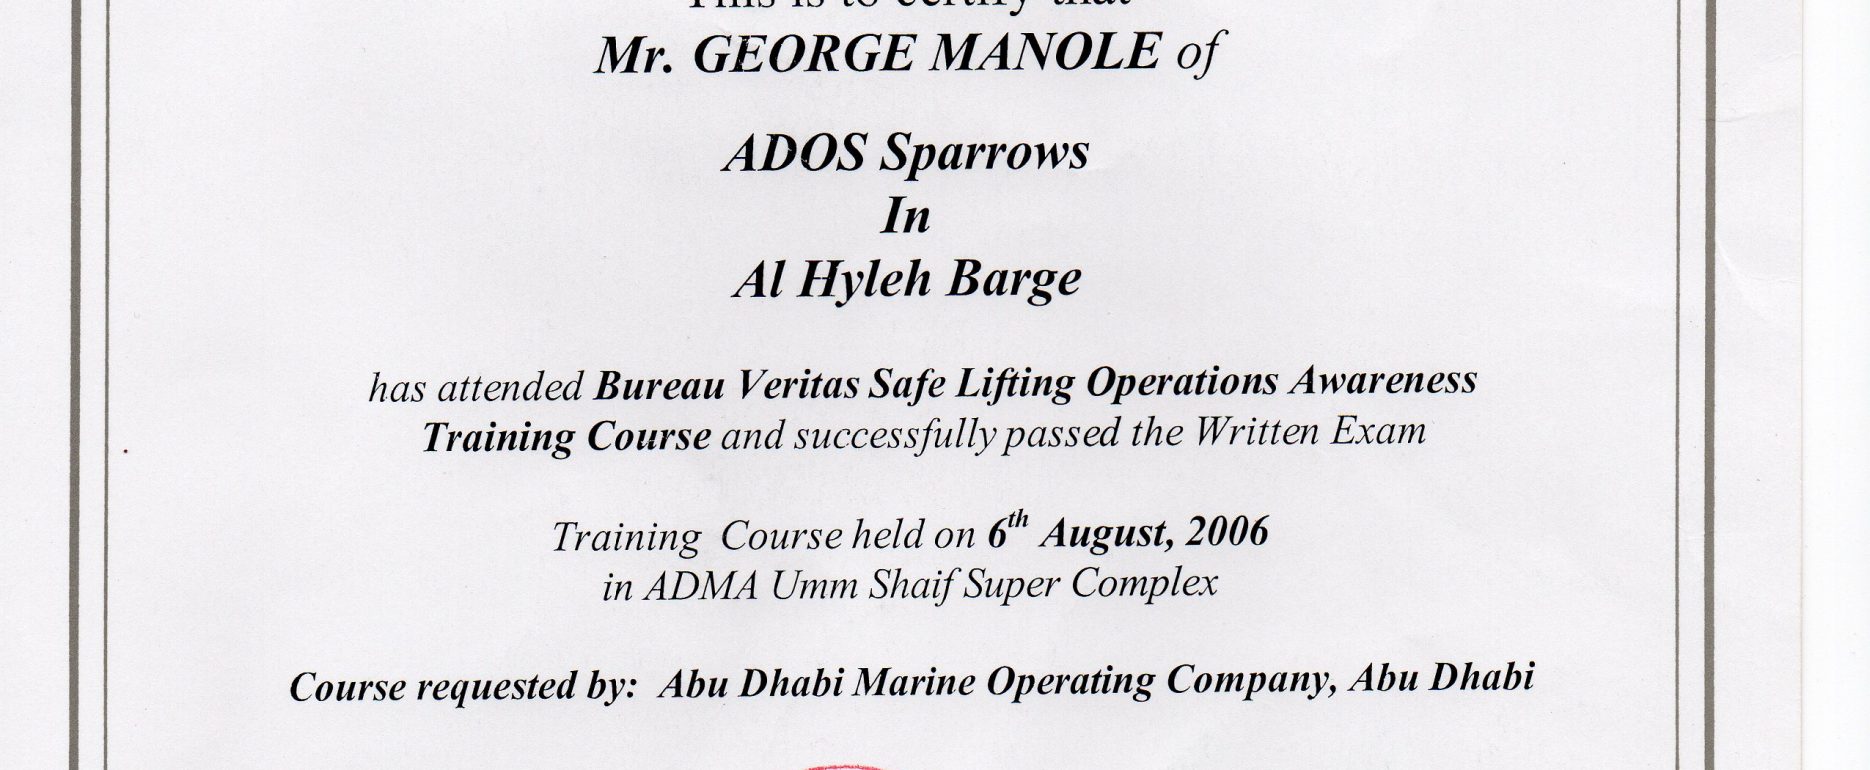 This is to certify that
Mr. GEORGE MANOLE of
ADOS Sparrows
In
Al Hyleh Barge
has attended Bureau Veritas Safe Lifting Operations Awareness
Training Course and successfully passed the Written Exam
Training Course held on 6th August, 2006
in ADMA Umm Shaif Super Complex
Course requested by: Abu Dhabi Marine Operating Company, Abu Dhabi